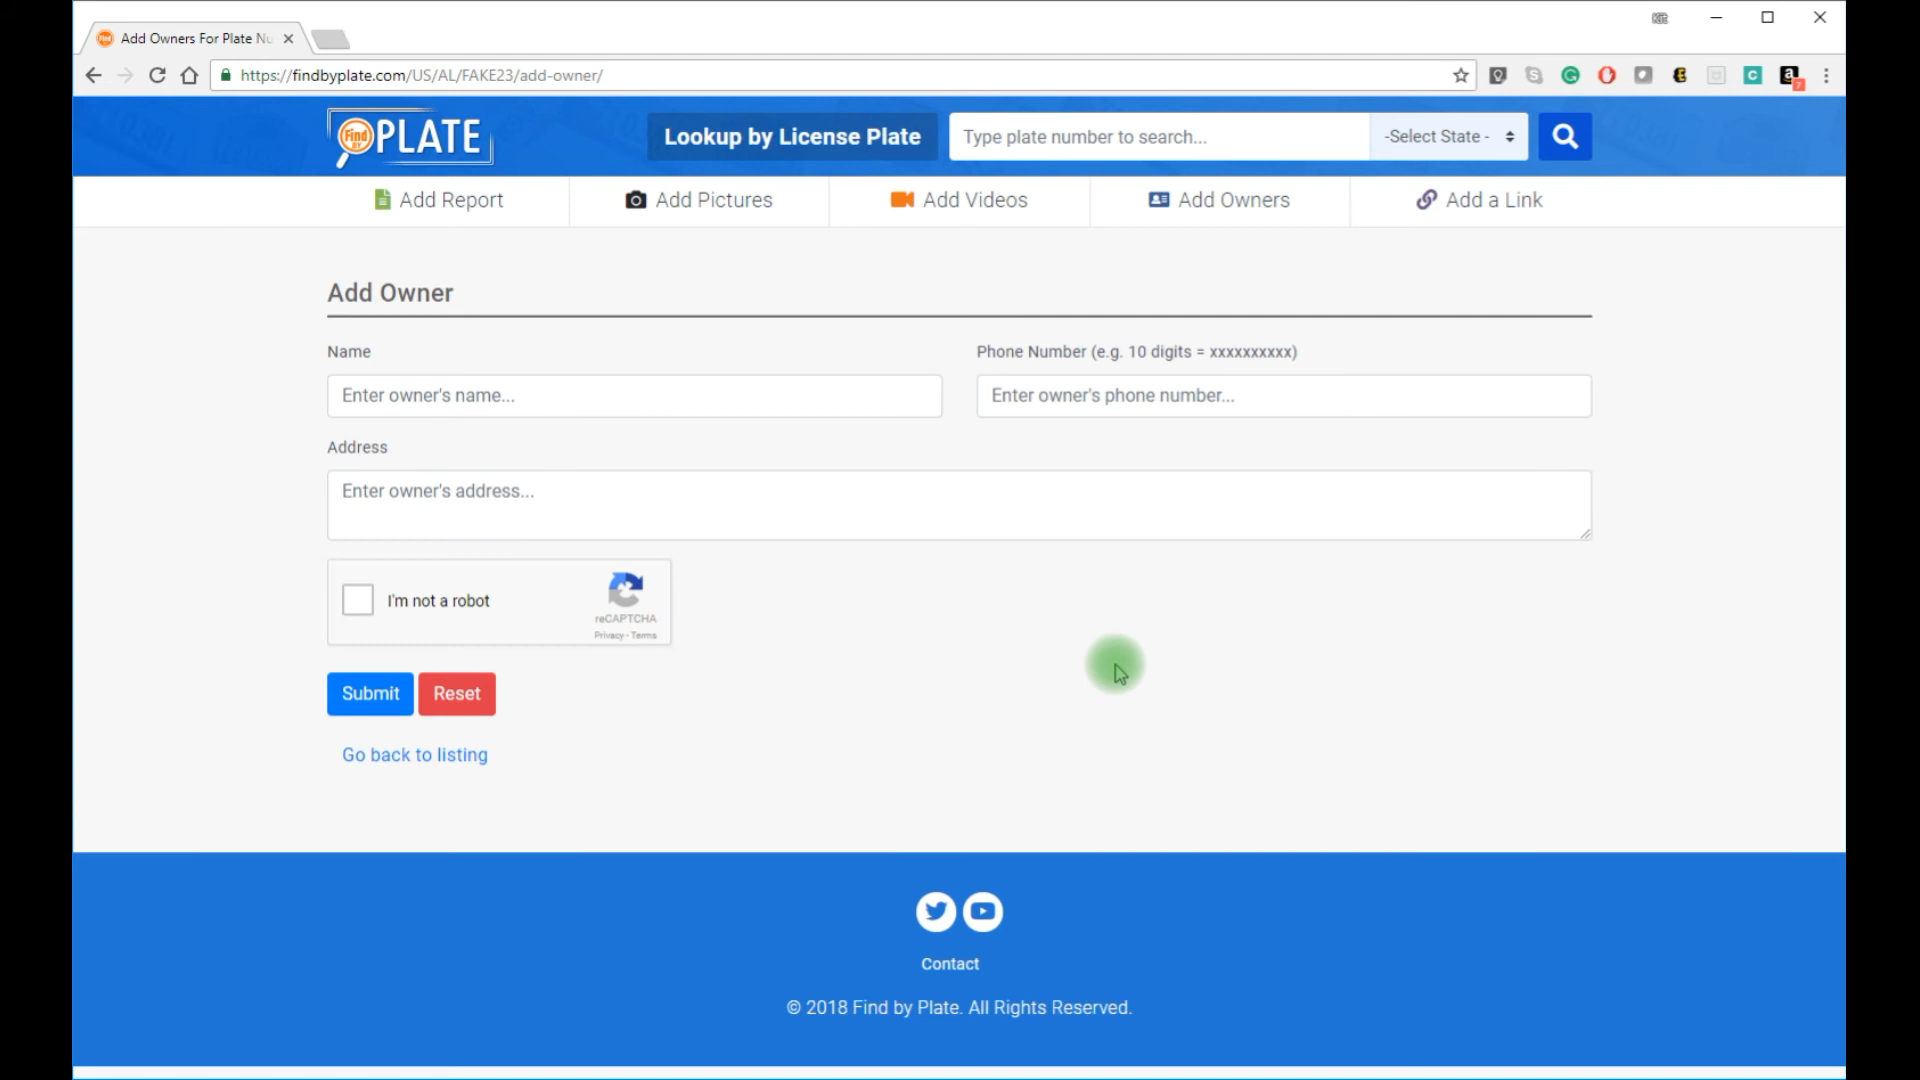 Add Owners For Plate Nu
https://findbyplate.com/US/AL/FAKE23/add-owner/
Find BY PLATE
Lookup by License Plate
Type plate number to search...
-Select State -
Add Report
Add Pictures
Add Videos
Add Owners
Add a Link
Add Owner
Name
Phone Number (e.g. 10 digits = xxxxxxxxxx)
Enter owner's name...
Enter owner's phone number...
Address
Enter owner's address...
I'm not a robot
reCAPTCHA
Privacy - Terms
Submit
Reset
Go back to listing
Contact
© 2018 Find by Plate. All Rights Reserved.